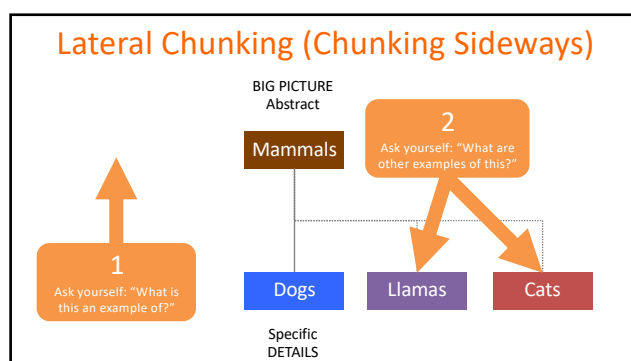 Lateral Chunking (Chunking Sideways)
BIG PICTURE
Abstract
Mammals
2
Ask yourself: “What are
other examples of this?”
1
Ask yourself: “What is
this an example of?”
Dogs
Llamas
Cats
Specific
DETAILS